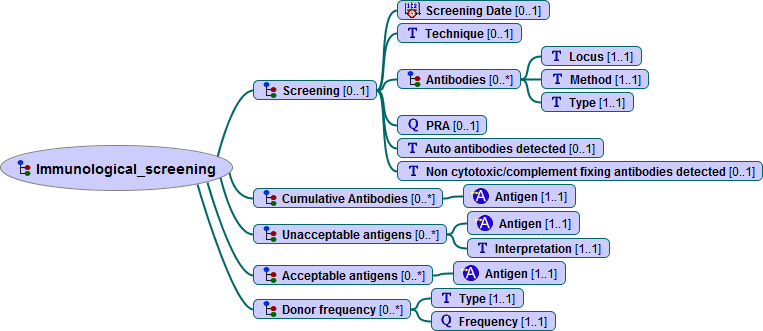 Immunological_screening
Screening [0..1]
Screening Date [0..1]
Technique [0..1]
Antibodies [0..*]
Locus [1..1]
Method [1..1]
Type [1..1]
PRA [0..1]
Auto antibodies detected [0..1]
Non cytotoxic/complement fixing antibodies detected [0..1]
Cumulative Antibodies [0..*]
Antigen [1..1]
Unacceptable antigens [0..*]
Antigen [1..1]
Interpretation [1..1]
Acceptable antigens [0..*]
Antigen [1..1]
Donor frequency [0..*]
Type [1..1]
Frequency [1..1]